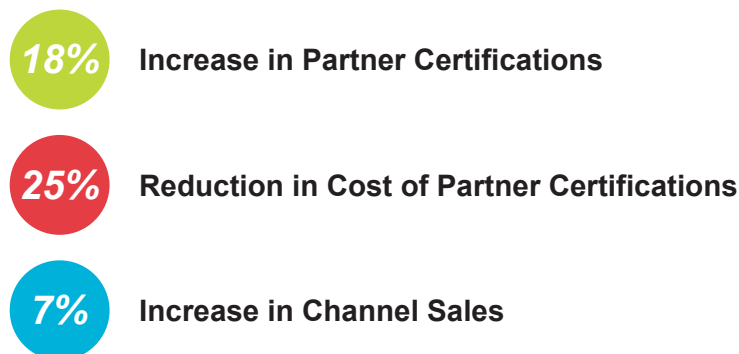 18% Increase in Partner Certifications
25% Reduction in Cost of Partner Certifications
7% Increase in Channel Sales